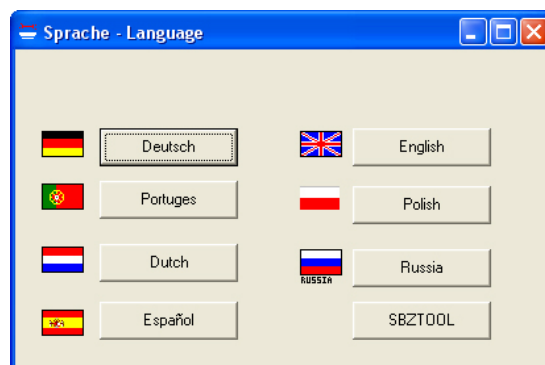 Sprache - Language
Deutsch
English
Portuges
Polish
Dutch
Russia
RUSSIA
Español
SBZTOOL